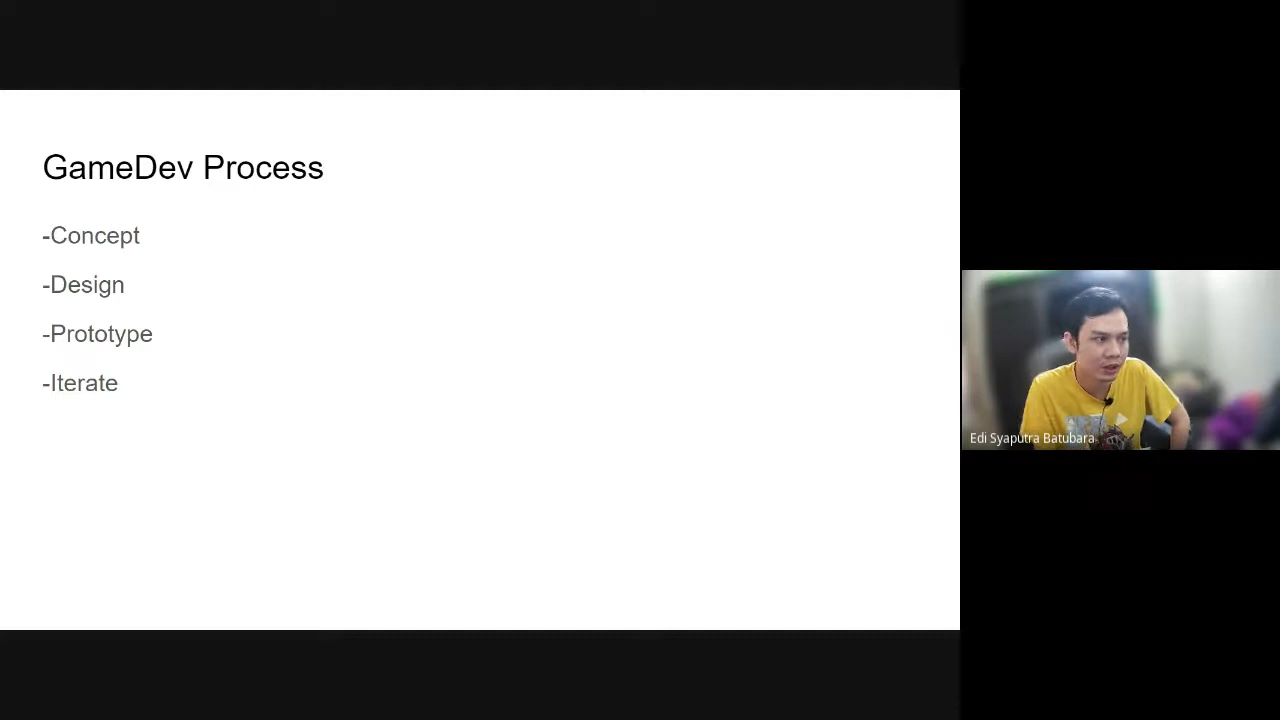 GameDev Process
-Concept
-Design
-Prototype
-Iterate
Edi Syaputra Batubara